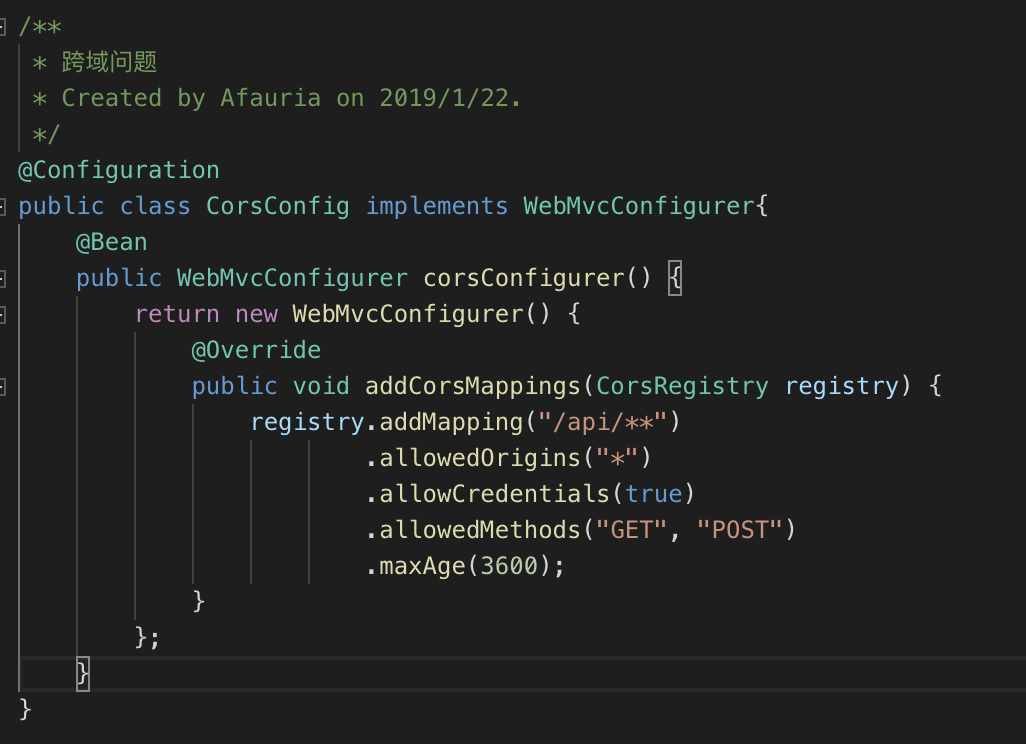 /**
 * 跨域问题
 * Created by Afauria on 2019/1/22.
 */
@Configuration
public class CorsConfig implements WebMvcConfigurer{
    @Bean
    public WebMvcConfigurer corsConfigurer() {
        return new WebMvcConfigurer() {
            @Override
            public void addCorsMappings(CorsRegistry registry) {
                registry.addMapping("/api/**")
                        .allowedOrigins("*")
                        .allowCredentials(true)
                        .allowedMethods("GET", "POST")
                        .maxAge(3600);
            }
        };
    }
}